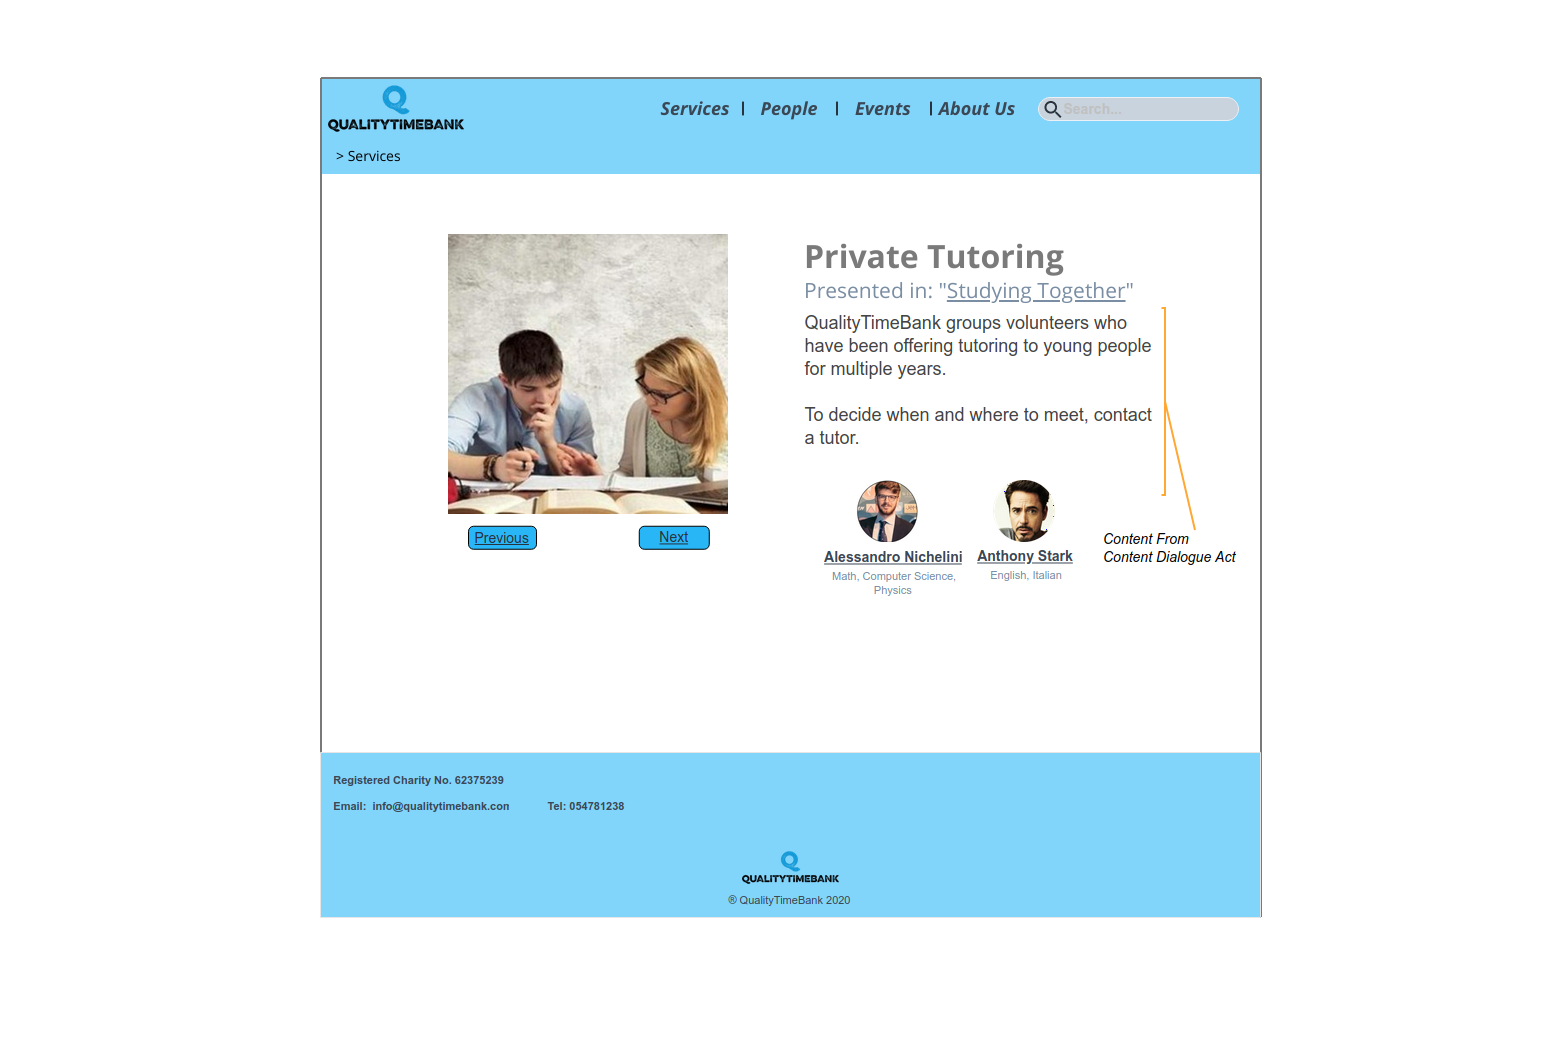 QUALITYTIMEBANK
Services | People | Events | About Us
Search...
> Services
Private Tutoring
Presented in: "Studying Together"
QualityTimeBank groups volunteers who
have been offering tutoring to young people
for multiple years.
To decide when and where to meet, contact
a tutor.
Previous
Next
Alessandro Nichelini
Math, Computer Science,
Physics
Anthony Stark
English, Italian
Content From
Content Dialogue Act
Registered Charity No. 62375239
Email: info@qualitytimebank.con
Tel: 054781238
QUALITYTIMEBANK
® QualityTimeBank 2020